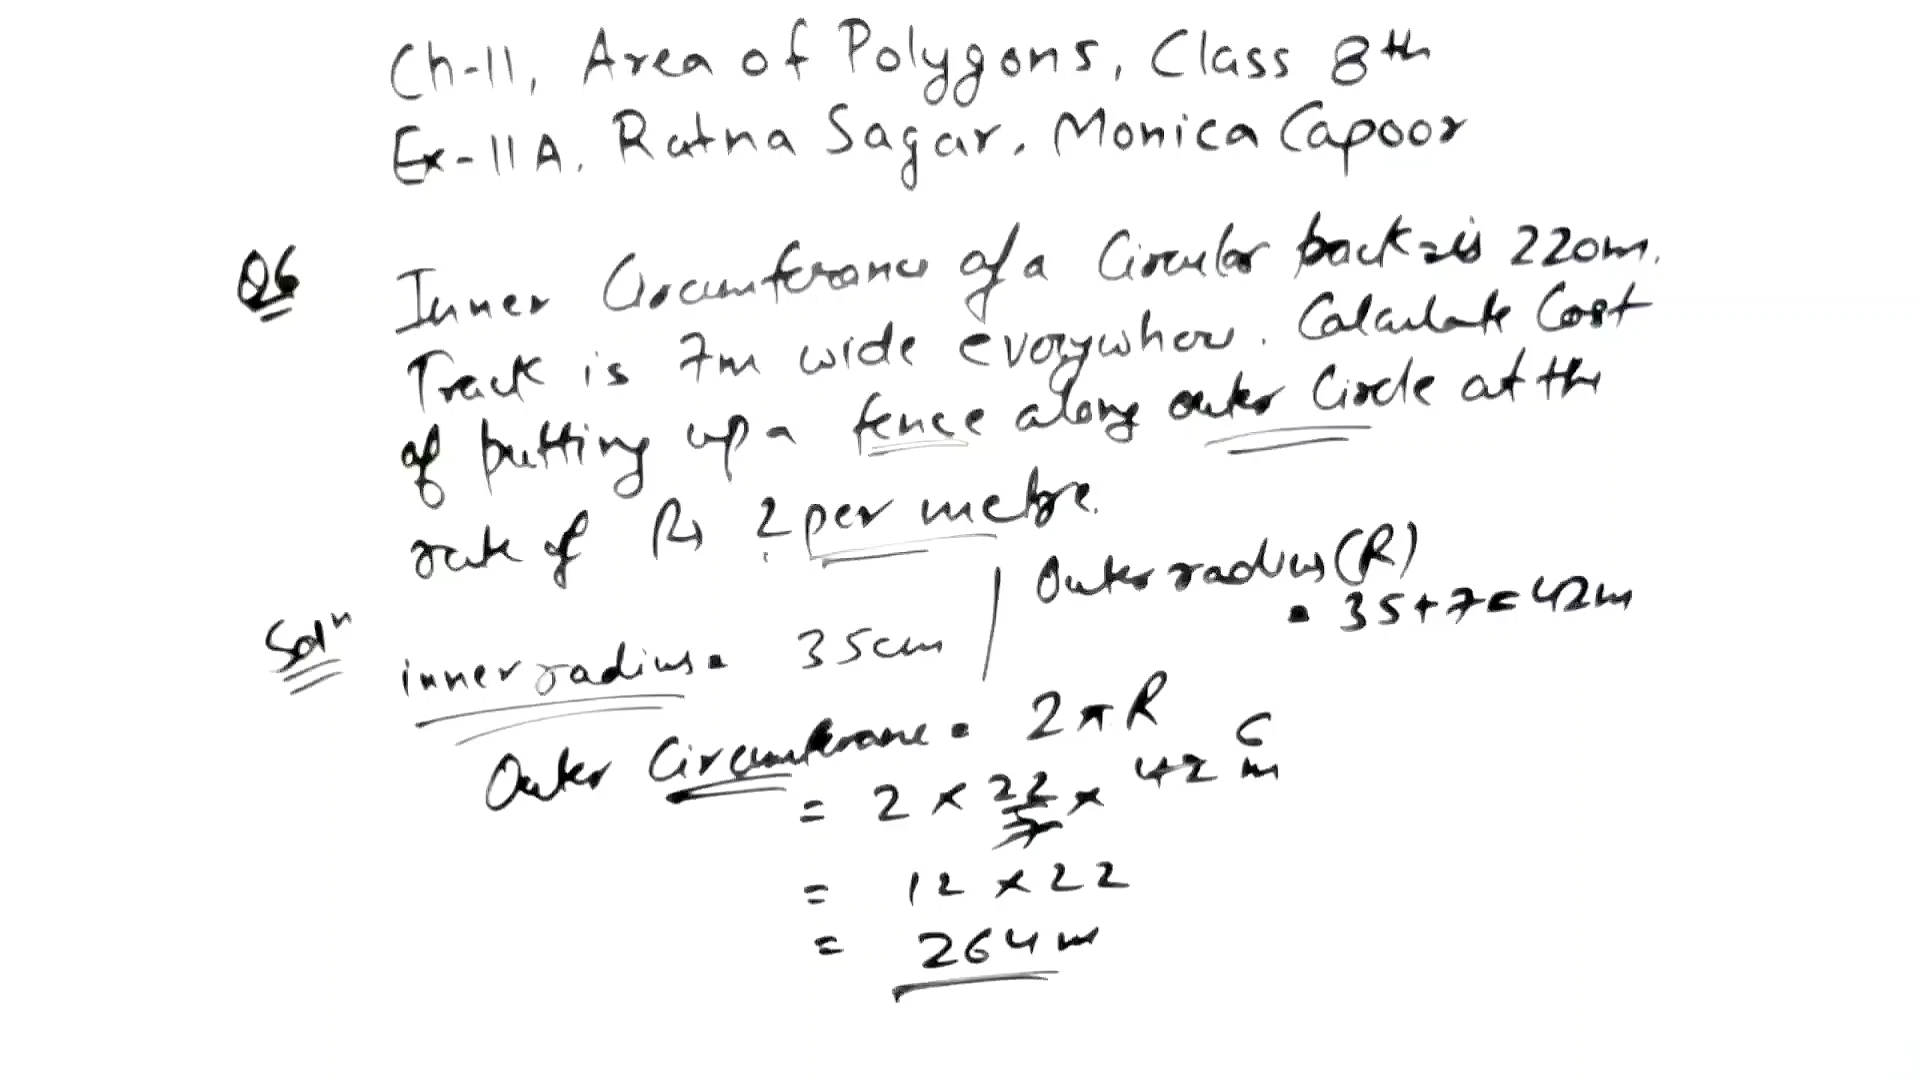 Ch-11, Area of Polygons, Class 8th
Ex-11A. Ratna Sagar, Monica Capoor
Q6 Inner Circumference of a Circular is 220m.
Track is 7m wide everywhere. Calculate Cost
of putting up a fence along outer Circle at the
rate of Rs 2 per metre.
Soln inner radius = 35cm
Outer radius (R)
= 35+7 = 42m
Outer Circumference = 2πR
= 2 × 22/7 × 42 6 m
= 12 × 22
= 264m